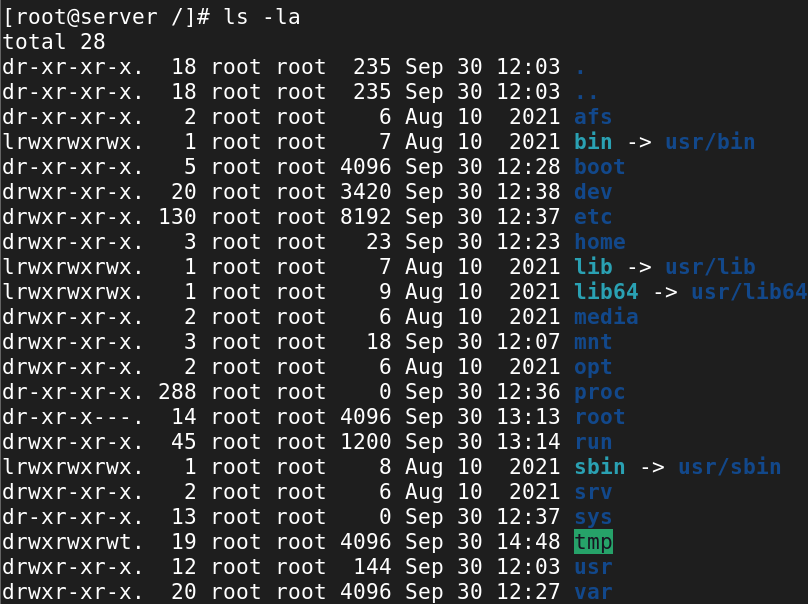 [root@server /]# ls -la
total 28
dr-xr-xr-x.  18 root root  235 Sep 30 12:03 .
dr-xr-xr-x.  18 root root  235 Sep 30 12:03 ..
dr-xr-xr-x.   2 root root    6 Aug 10  2021 afs
lrwxrwxrwx.   1 root root    7 Aug 10  2021 bin -> usr/bin
dr-xr-xr-x.   5 root root 4096 Sep 30 12:28 boot
drwxr-xr-x.  20 root root 3420 Sep 30 12:38 dev
drwxr-xr-x. 130 root root 8192 Sep 30 12:37 etc
drwxr-xr-x.   3 root root   23 Sep 30 12:23 home
lrwxrwxrwx.   1 root root    7 Aug 10  2021 lib -> usr/lib
lrwxrwxrwx.   1 root root    9 Aug 10  2021 lib64 -> usr/lib64
drwxr-xr-x.   2 root root    6 Aug 10  2021 media
drwxr-xr-x.   3 root root   18 Sep 30 12:07 mnt
drwxr-xr-x.   2 root root    6 Aug 10  2021 opt
dr-xr-xr-x. 288 root root    0 Sep 30 12:36 proc
dr-xr-x---.  14 root root 4096 Sep 30 13:13 root
drwxr-xr-x.  45 root root 1200 Sep 30 13:14 run
lrwxrwxrwx.   1 root root    8 Aug 10  2021 sbin -> usr/sbin
drwxr-xr-x.   2 root root    6 Aug 10  2021 srv
dr-xr-xr-x.  13 root root    0 Sep 30 12:37 sys
drwxrwxrwt.  19 root root 4096 Sep 30 14:48 tmp
drwxr-xr-x.  12 root root  144 Sep 30 12:03 usr
drwxr-xr-x.  20 root root 4096 Sep 30 12:27 var